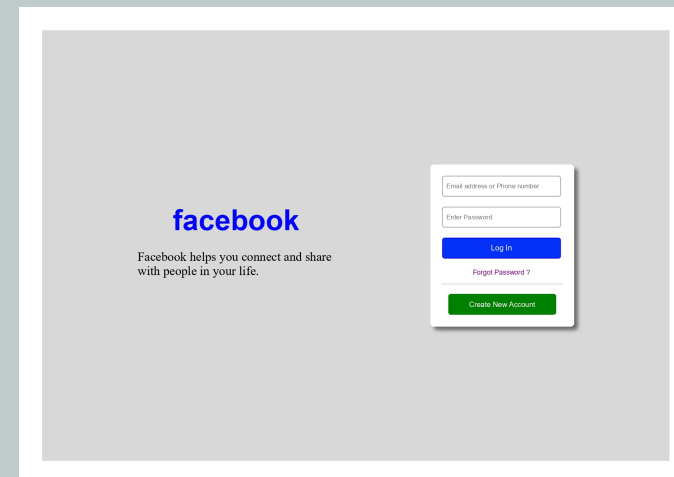 facebook
Facebook helps you connect and share
with people in your life.
Email address or Phone number
Enter Password
Log In
Forgot Password ?
Create New Account